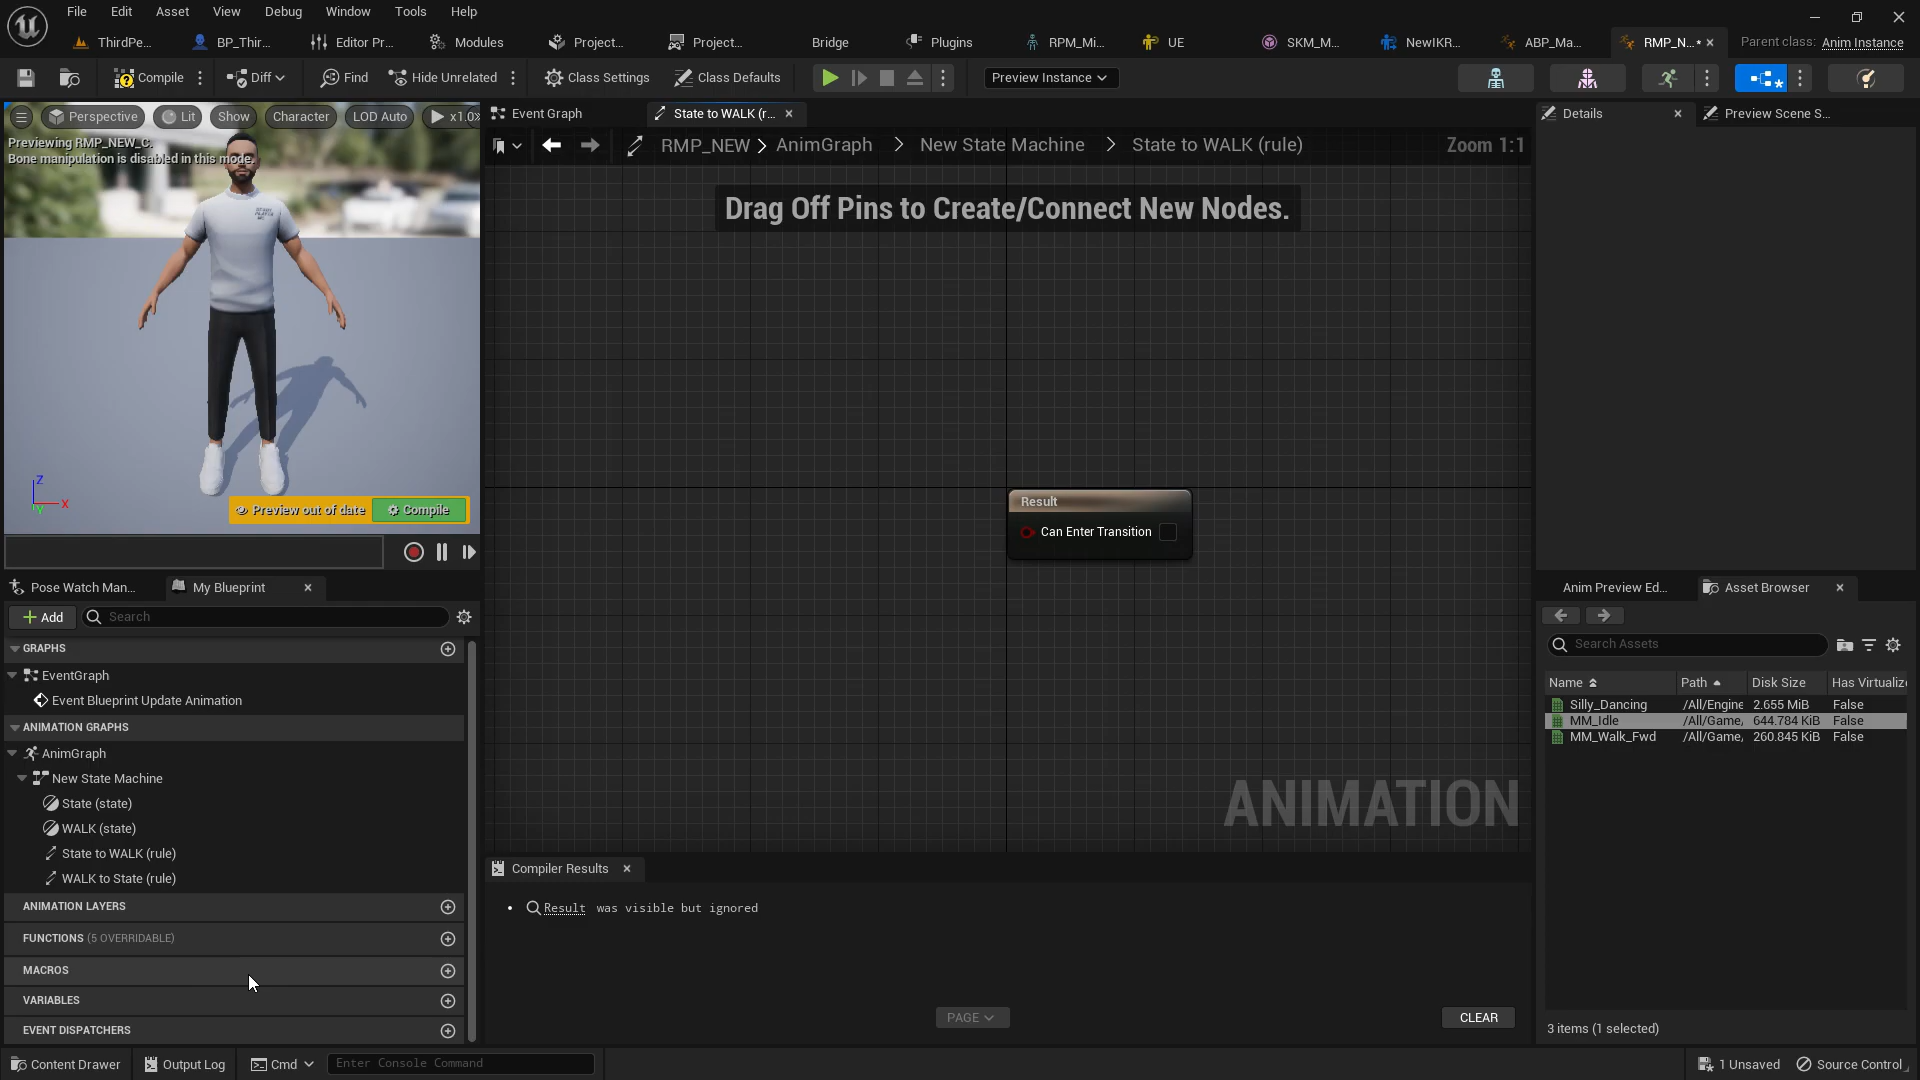 File Edit Asset View Window Debug Tools Help
ThirdPe... BP_Thir... Editor Pr... Modules Project... Project... Bridge Plugins RPM_Mi... UE SKM_M... NewIKR... ABP_Ma... RMP_N...* Parent class: Anim Instance
Compile Diff Find Hide Unrelated Class Settings Class Defaults Preview Instance
Perspective Lit Show Character LOD Auto x1.0
Previewing RMP_NEW_C.
Bone manipulation is disabled in this mode.
Z
X
Y
Preview out of date Compile
Pose Watch Man... My Blueprint
Add Search
GRAPHS
EventGraph
Event Blueprint Update Animation
ANIMATION GRAPHS
AnimGraph
New State Machine
State (state)
WALK (state)
State to WALK (rule)
WALK to State (rule)
ANIMATION LAYERS
FUNCTIONS (5 OVERRIDABLE)
MACROS
VARIABLES
EVENT DISPATCHERS
Event Graph State to WALK (r...
RMP_NEW > AnimGraph > New State Machine > State to WALK (rule) Zoom 1:1
Drag Off Pins to Create/Connect New Nodes.
Result
Can Enter Transition
ANIMATION
Compiler Results
Result was visible but ignored
PAGE CLEAR
Details Preview Scene S...
Anim Preview Ed... Asset Browser
Search Assets
Name Path Disk Size Has Virtualiz
Silly_Dancing /All/Engine 2.655 MiB False
MM_Idle /All/Game, 644.784 KiB False
MM_Walk_Fwd /All/Game, 260.845 KiB False
3 items (1 selected)
Content Drawer Output Log Cmd Enter Console Command 1 Unsaved Source Control